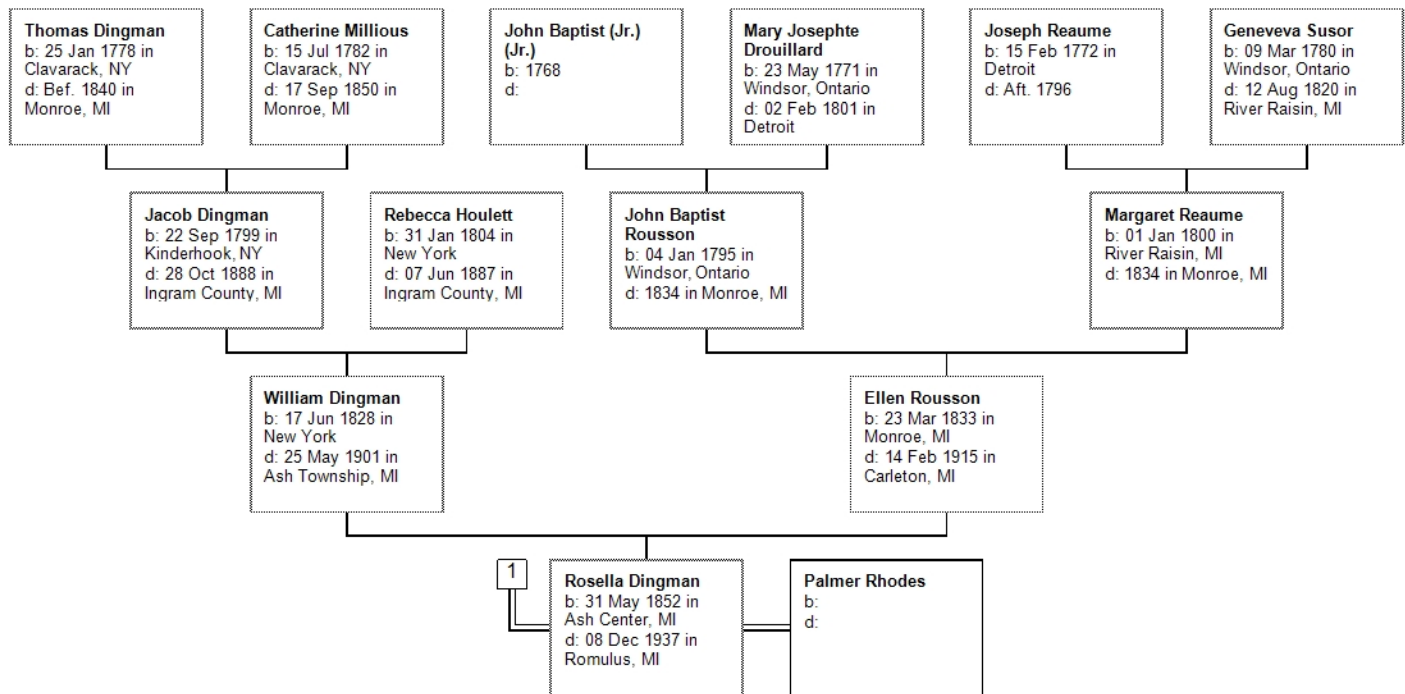 Thomas Dingman
b: 25 Jan 1778 in
Clavarack, NY
d: Bef. 1840 in
Monroe, MI
Catherine Millious
b: 15 Jul 1782 in
Clavarack, NY
d: 17 Sep 1850 in
Monroe, MI
John Baptist (Jr.)
(Jr.)
b: 1768
d:
Mary Josephte
Drouillard
b: 23 May 1771 in
Windsor, Ontario
d: 02 Feb 1801 in
Detroit
Joseph Reaume
b: 15 Feb 1772 in
Detroit
d: Aft. 1796
Geneveva Susor
b: 09 Mar 1780 in
Windsor, Ontario
d: 12 Aug 1820 in
River Raisin, MI
Jacob Dingman
b: 22 Sep 1799 in
Kinderhook, NY
d: 28 Oct 1888 in
Ingram County, MI
Rebecca Houlett
b: 31 Jan 1804 in
New York
d: 07 Jun 1887 in
Ingram County, MI
John Baptist
Rousson
b: 04 Jan 1795 in
Windsor, Ontario
d: 1834 in Monroe, MI
Margaret Reaume
b: 01 Jan 1800 in
River Raisin, MI
d: 1834 in Monroe, MI
William Dingman
b: 17 Jun 1828 in
New York
d: 25 May 1901 in
Ash Township, MI
Ellen Rousson
b: 23 Mar 1833 in
Monroe, MI
d: 14 Feb 1915 in
Carleton, MI
1
Rosella Dingman
b: 31 May 1852 in
Ash Center, MI
d: 08 Dec 1937 in
Romulus, MI
Palmer Rhodes
b:
d: